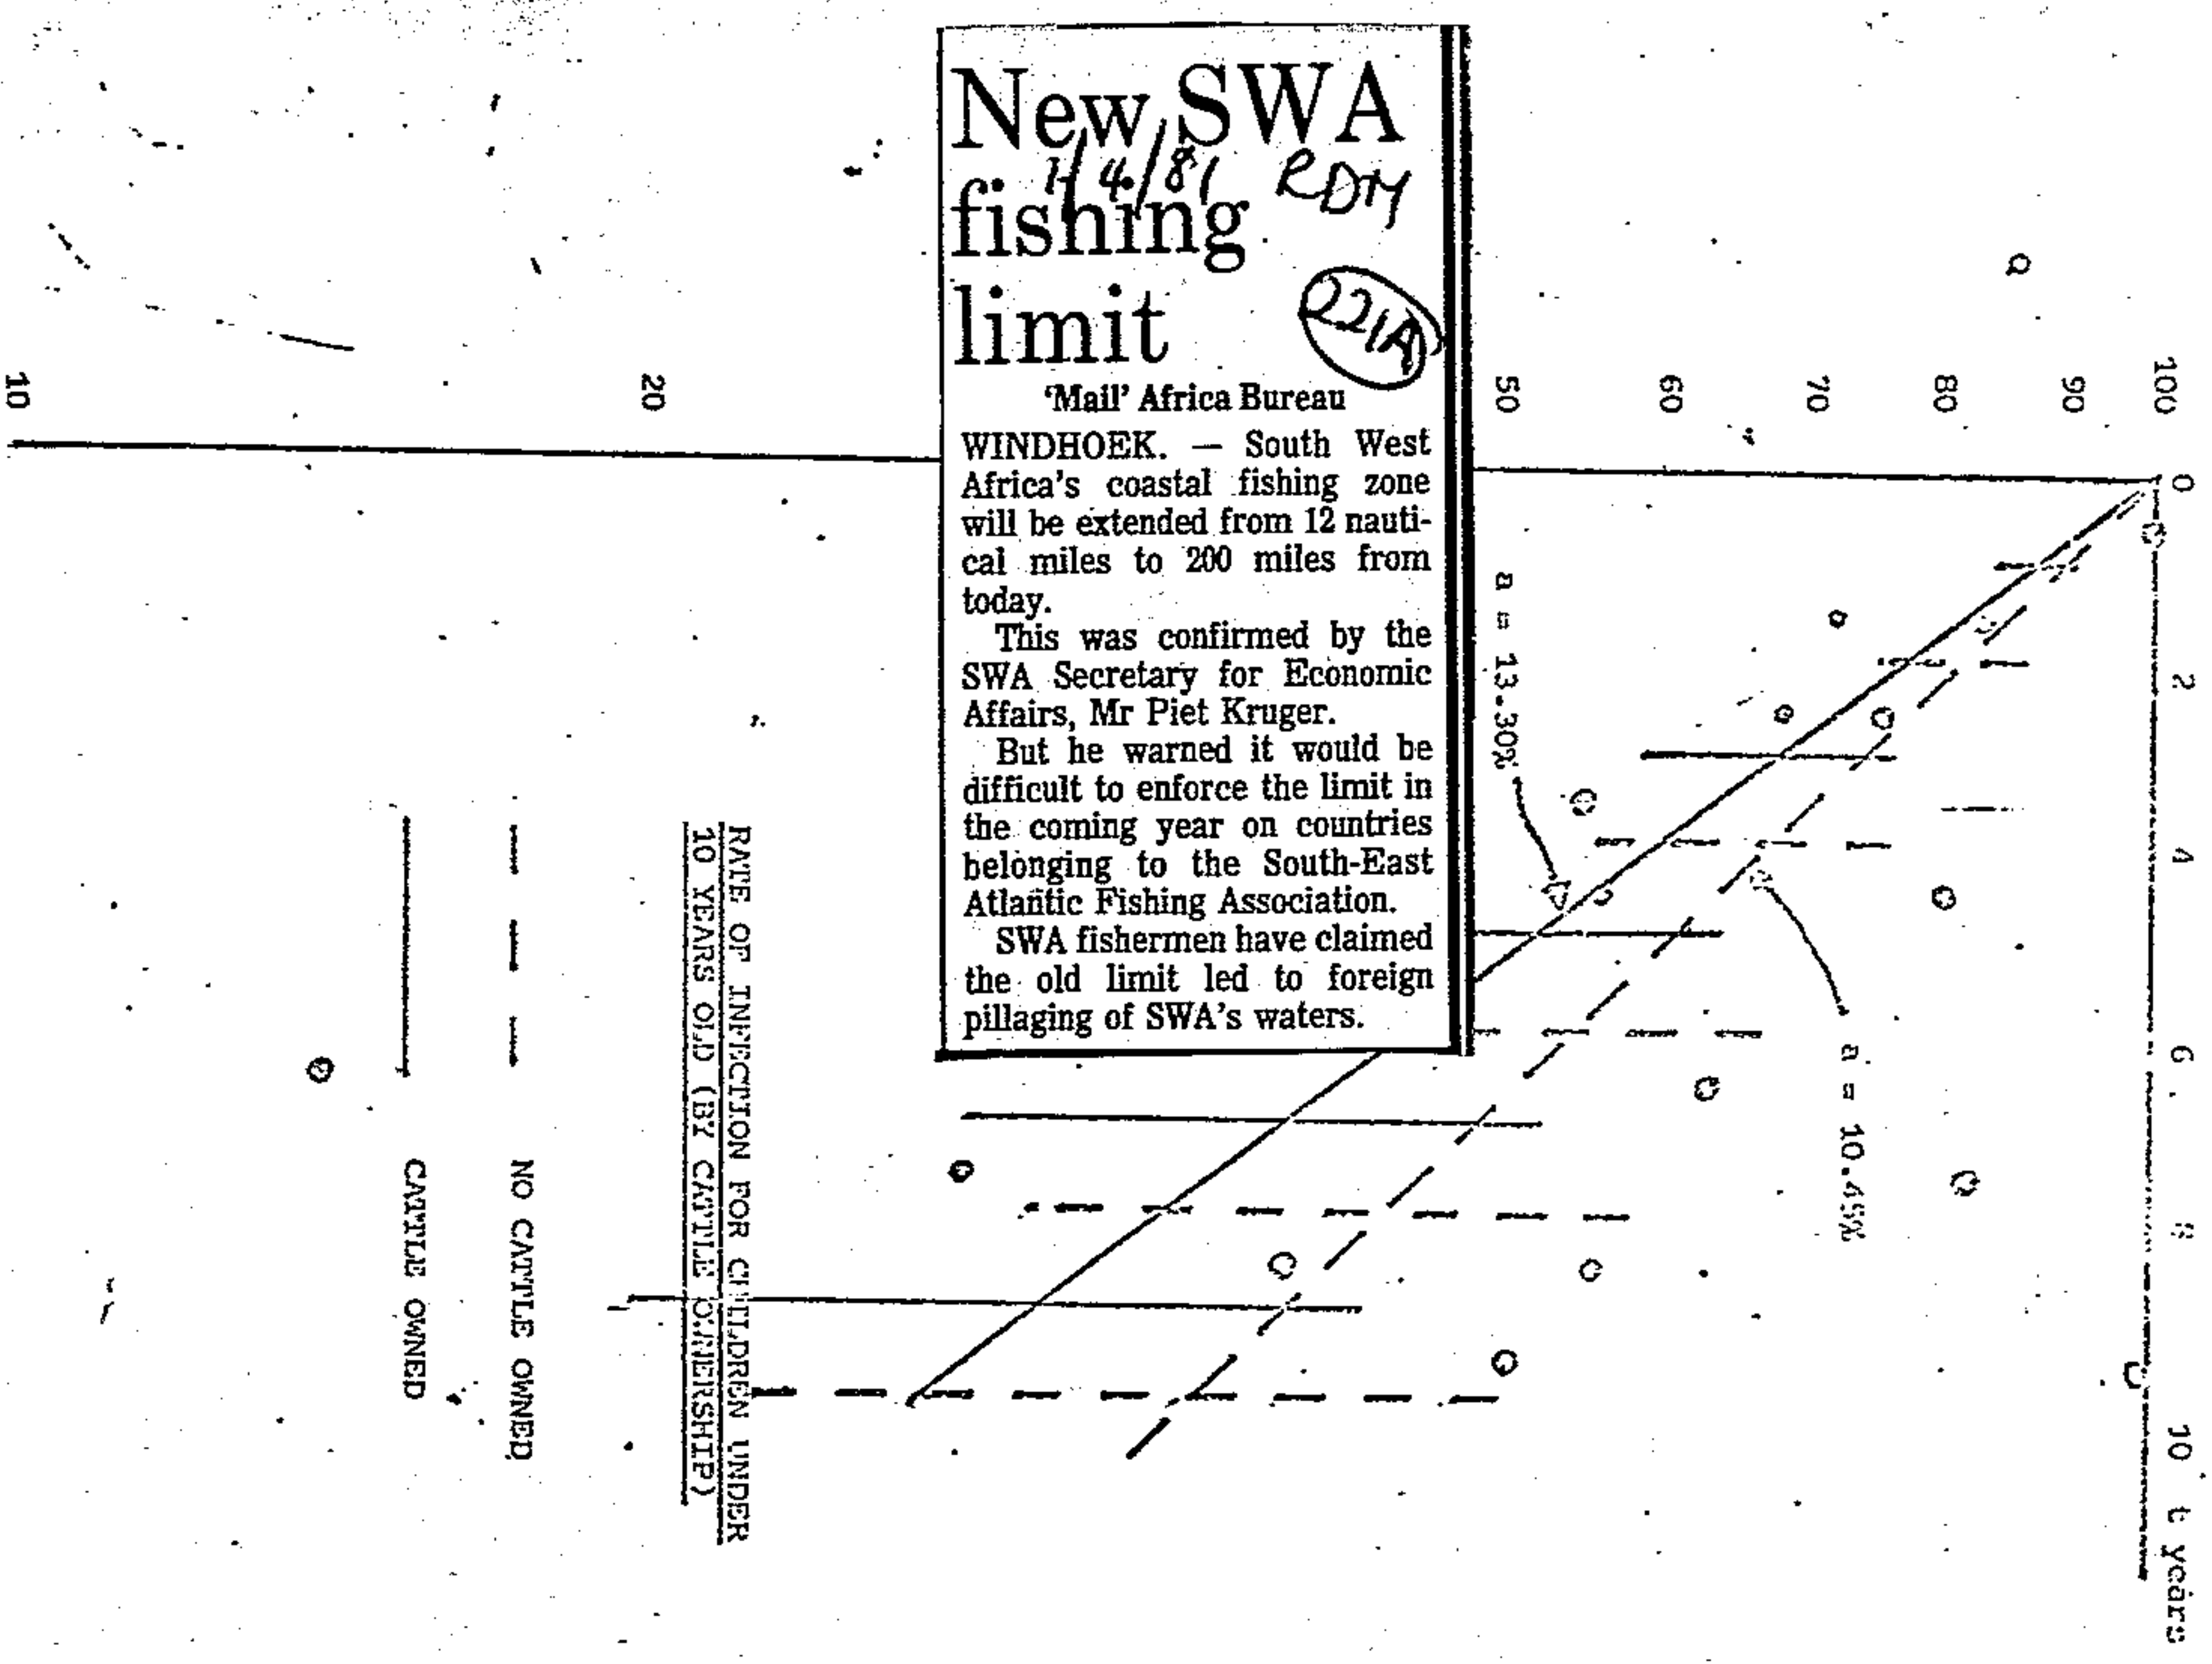 New SWA
1/4/81 RDM
fishing
limit
221A
'Mail' Africa Bureau
WINDHOEK. — South West
Africa's coastal fishing zone
will be extended from 12 nauti-
cal miles to 200 miles from
today.
This was confirmed by the
SWA Secretary for Economic
Affairs, Mr Piet Kruger.
But he warned it would be
difficult to enforce the limit in
the coming year on countries
belonging to the South-East
Atlantic Fishing Association.
SWA fishermen have claimed
the old limit led to foreign
pillaging of SWA's waters.
100
90
80
70
60
50
20
10
0
2
4
6
8
10 t years
a = 13.30%
a = 10.45%
RATE OF INFECTION FOR CHILDREN UNDER
10 YEARS OLD (BY CATTLE OWNERSHIP)
NO CATTLE OWNED
CATTLE OWNED